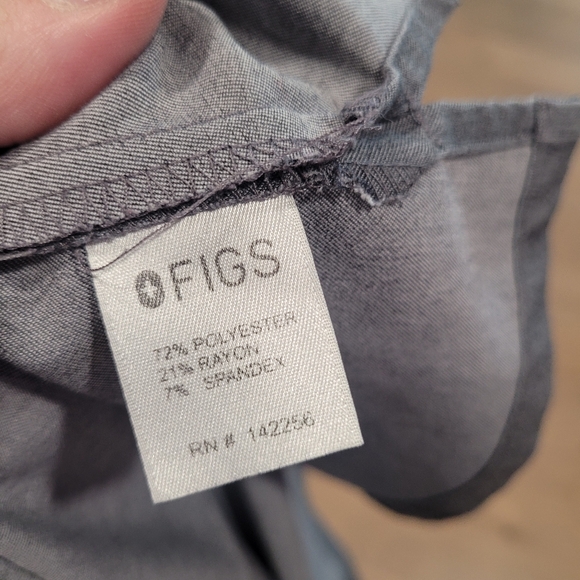 FIGS
72% POLYESTER
21% RAYON
7% SPANDEX
RN # 142256